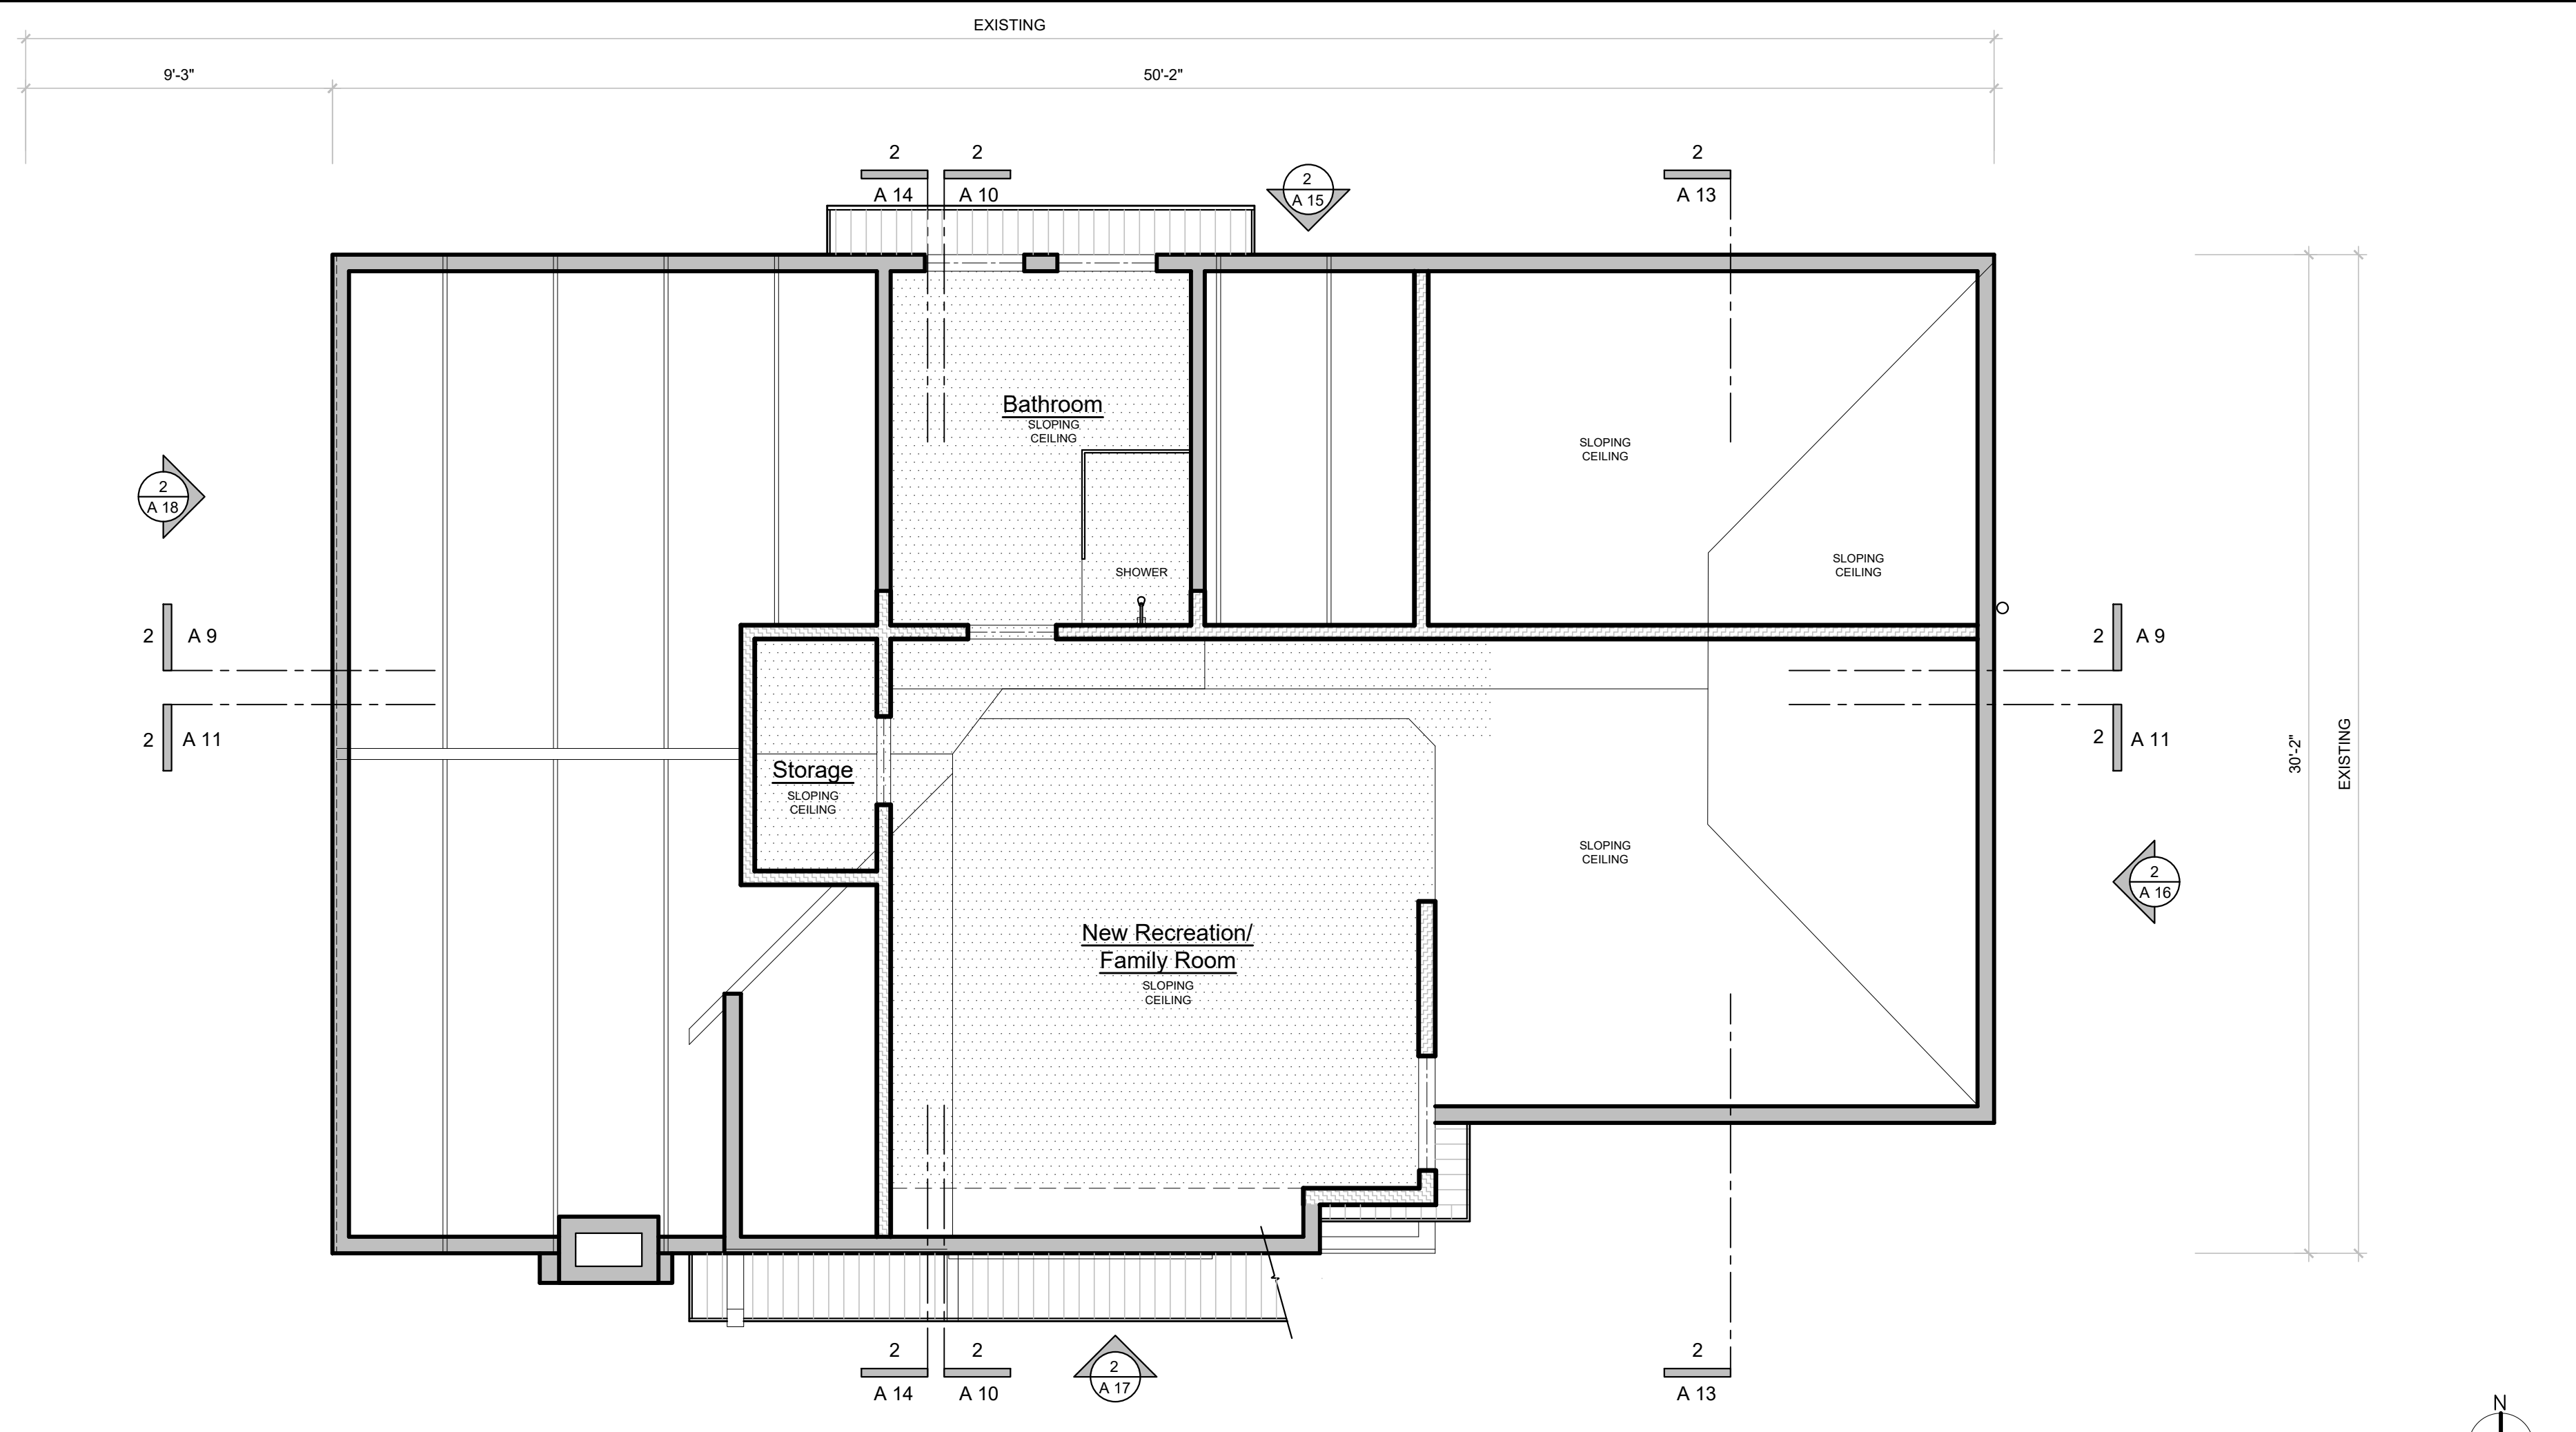 EXISTING
9'-3"
50'-2"
2
2
2
2
A 14
A 10
A 15
A 13
Bathroom
SLOPING
CEILING
SLOPING
CEILING
2
A 18
SHOWER
SLOPING
CEILING
2
A 9
2
A 9
2
A 11
2
A 11
30'-2"
EXISTING
Storage
SLOPING
CEILING
SLOPING
CEILING
2
A 16
New Recreation/
Family Room
SLOPING
CEILING
2
2
2
2
A 14
A 10
A 17
A 13
N